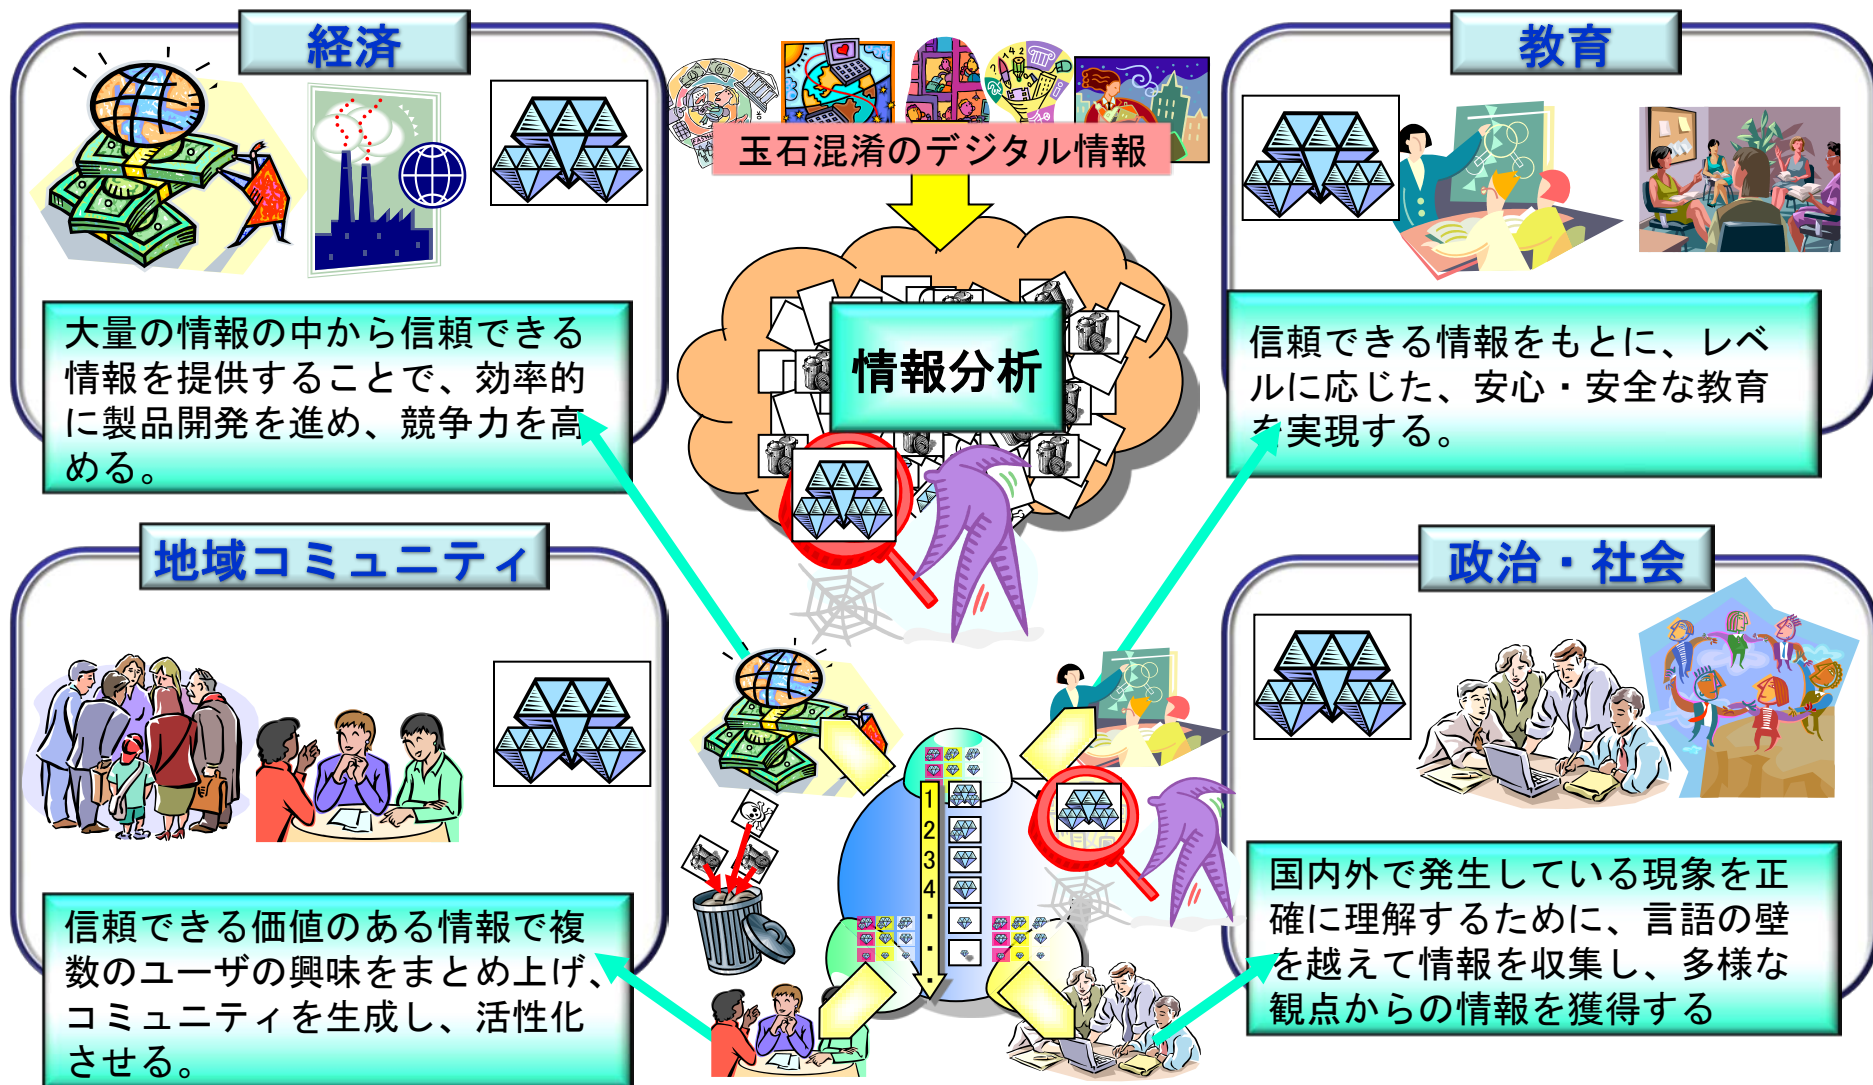 経済
大量の情報の中から信頼できる
情報を提供することで、効率的
に製品開発を進め、競争力を高
める。
玉石混淆のデジタル情報
情報分析
教育
信頼できる情報をもとに、レベ
ルに応じた、安心・安全な教育
を実現する。
地域コミュニティ
信頼できる価値のある情報で複
数のユーザの興味をまとめ上げ、
コミュニティを生成し、活性化
させる。
1
2
3
4
・
・
・
政治・社会
国内外で発生している現象を正
確に理解するために、言語の壁
を越えて情報を収集し、多様な
観点からの情報を獲得する